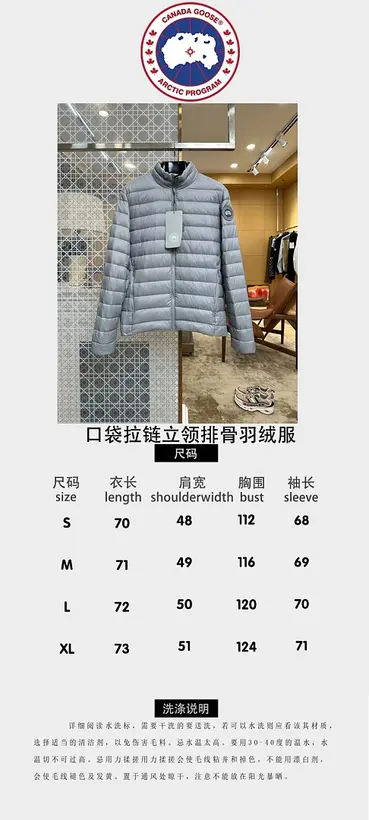 CANADA GOOSE®
ARCTIC PROGRAM
口袋拉链立领排骨羽绒服
尺码
尺码 衣长 肩宽 胸围 袖长
size length shoulderwidth bust sleeve
S 70 48 112 68
M 71 49 116 69
L 72 50 120 70
XL 73 51 124 71
洗涤说明
详细阅读水洗标，需要干洗的要送洗，若可以水洗则应看该其材质，
选择适当的清洁剂，以免伤害毛料。总水温太高。要用30-40度的温水，水
温切不可过高。总用力揉搓用力揉搓会使毛线粘并和掉色，不能用漂白剂，
会使毛线褪色及发黄。置于通风处晾干，注意不能放在阳光暴晒。